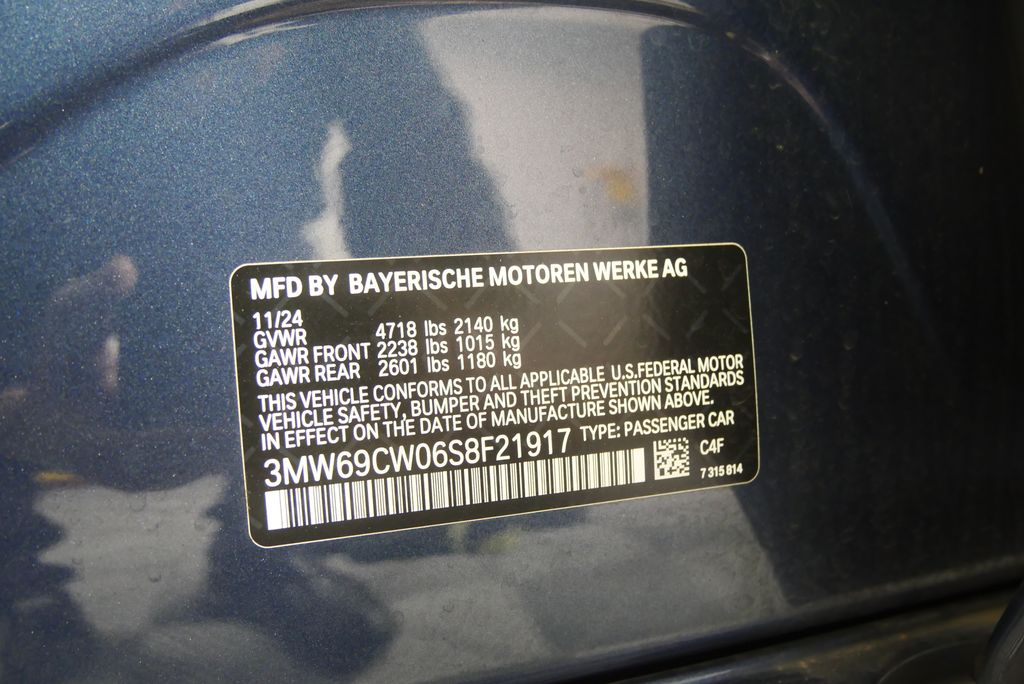 MFD BY BAYERISCHE MOTOREN WERKE AG
11/24
GVWR 4718 lbs 2140 kg
GAWR FRONT 2238 lbs 1015 kg
GAWR REAR 2601 lbs 1180 kg
THIS VEHICLE CONFORMS TO ALL APPLICABLE U.S.FEDERAL MOTOR
VEHICLE SAFETY, BUMPER AND THEFT PREVENTION STANDARDS
IN EFFECT ON THE DATE OF MANUFACTURE SHOWN ABOVE.
3MW69CW06S8F21917 TYPE: PASSENGER CAR
C4F
7 315 814